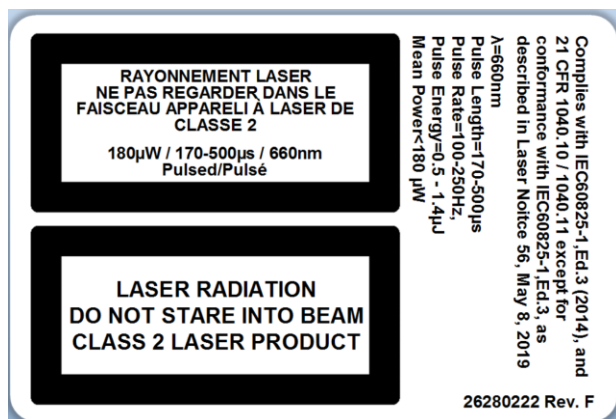 RAYONNEMENT LASER
NE PAS REGARDER DANS LE
FAISCEAU APPARELI À LASER DE
CLASSE 2
180µW / 170-500µs / 660nm
Pulsed/Pulsé
LASER RADIATION
DO NOT STARE INTO BEAM
CLASS 2 LASER PRODUCT
Complies with IEC60825-1,Ed.3 (2014), and
21 CFR 1040.10 / 1040.11 except for
conformance with IEC60825-1,Ed.3, as
described in Laser Noitce 56, May 8, 2019
λ=660nm
Pulse Length=170-500µs
Pulse Rate=100-250Hz,
Pulse Energy=0.5 - 1.4µJ
Mean Power<180 µW
26280222 Rev. F